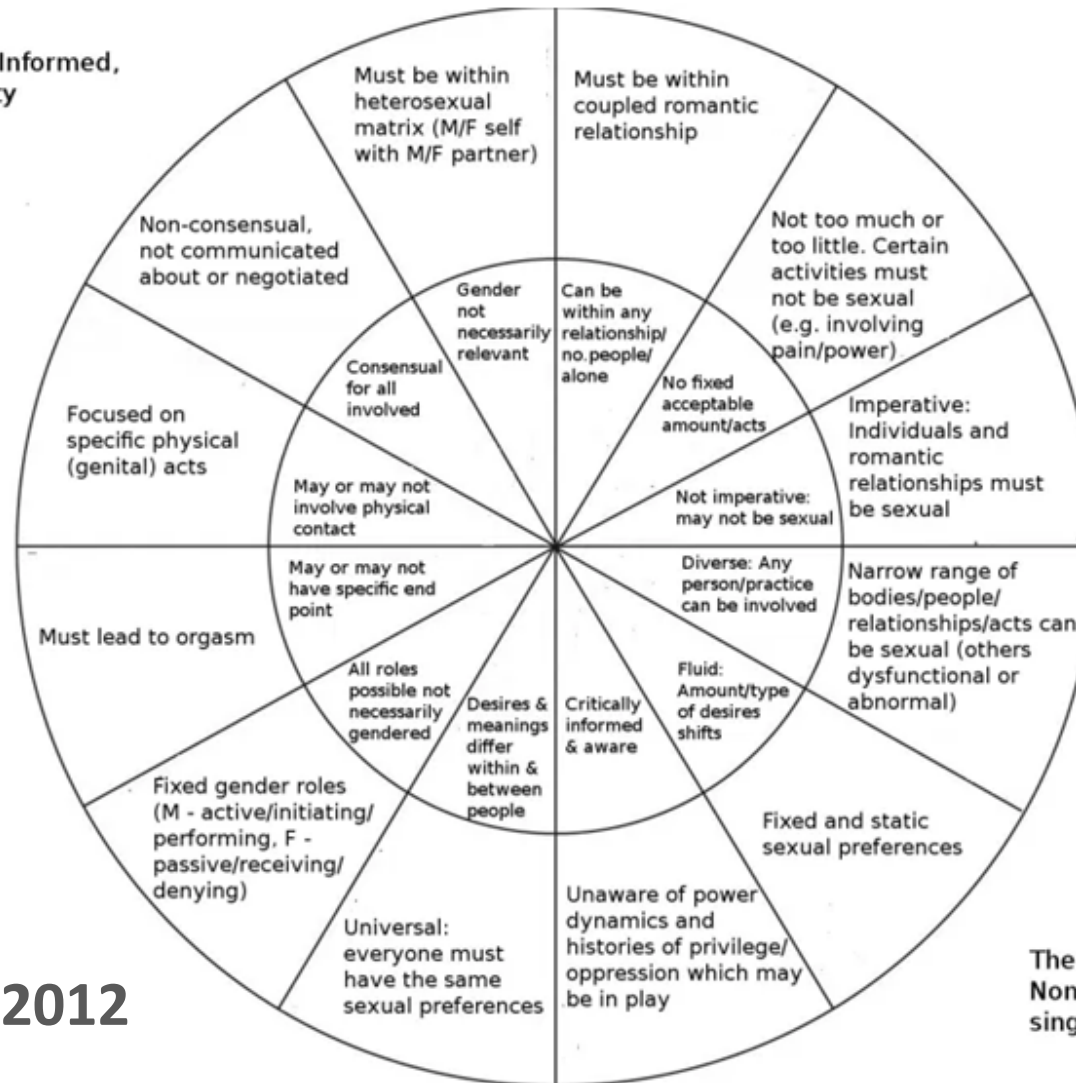 Informed,
Must be within
heterosexual
matrix (M/F self
with M/F partner)
Must be within
coupled romantic
relationship
Not too much or
too little. Certain
activities must
not be sexual
(e.g. involving
pain/power)
Imperative:
Individuals and
romantic
relationships must
be sexual
Narrow range of
bodies/people/
relationships/acts can
be sexual (others
dysfunctional or
abnormal)
Fixed and static
sexual preferences
Unaware of power
dynamics and
histories of privilege/
oppression which may
be in play
Universal:
everyone must
have the same
sexual preferences
Fixed gender roles
(M - active/initiating/
performing, F -
passive/receiving/
denying)
Must lead to orgasm
Focused on
specific physical
(genital) acts
Non-consensual,
not communicated
about or negotiated
Gender
not
necessarily
relevant
Can be
within any
relationship/
no.people/
alone
No fixed
acceptable
amount/acts
Not imperative:
may not be sexual
Diverse: Any
person/practice
can be involved
Fluid:
Amount/type
of desires
shifts
Critically
informed
& aware
Desires &
meanings
differ
within &
between
people
All roles
possible not
necessarily
gendered
May or may not
have specific end
point
May or may not
involve physical
contact
Consensual
for all
involved
2012
The